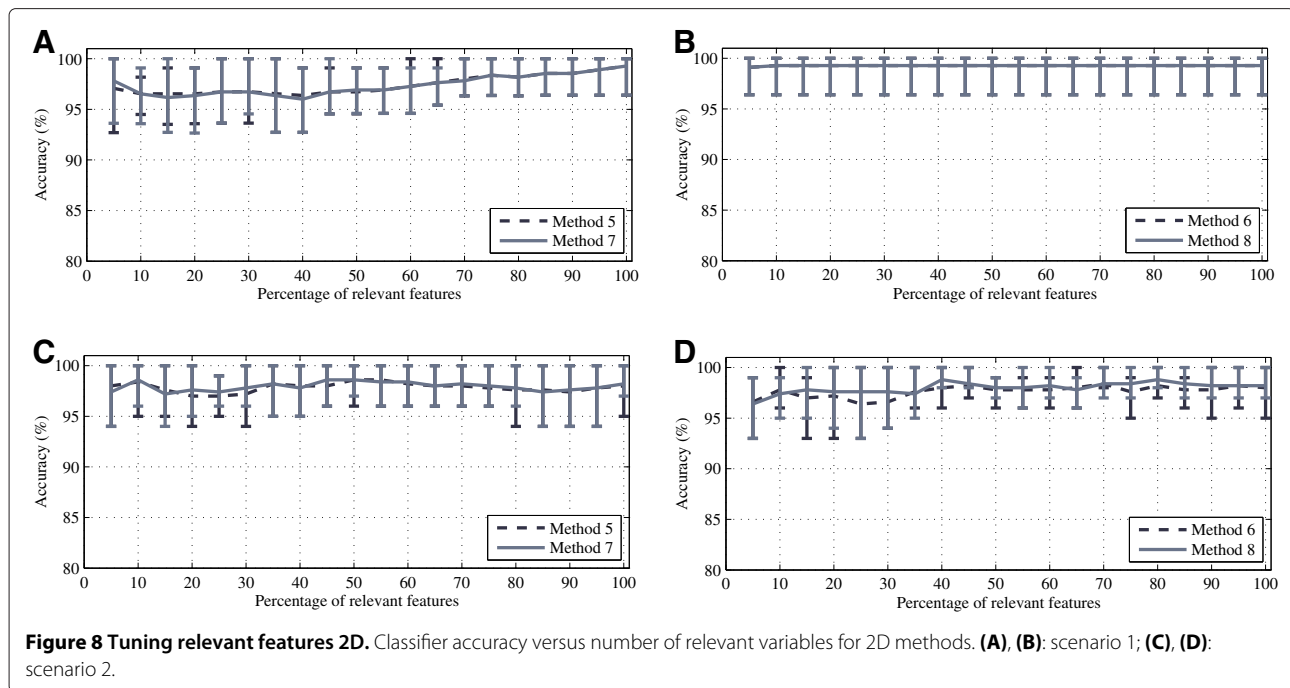 A
100
95
90
85
80
Accuracy (%)
0 10 20 30 40 50 60 70 80 90 100
Percentage of relevant features
Method 5
Method 7
B
100
95
90
85
80
Accuracy (%)
0 10 20 30 40 50 60 70 80 90 100
Percentage of relevant features
Method 6
Method 8
C
100
95
90
85
80
Accuracy (%)
0 10 20 30 40 50 60 70 80 90 100
Percentage of relevant features
Method 5
Method 7
D
100
95
90
85
80
Accuracy (%)
0 10 20 30 40 50 60 70 80 90 100
Percentage of relevant features
Method 6
Method 8
Figure 8 Tuning relevant features 2D. Classifier accuracy versus number of relevant variables for 2D methods. (A), (B): scenario 1; (C), (D):
scenario 2.